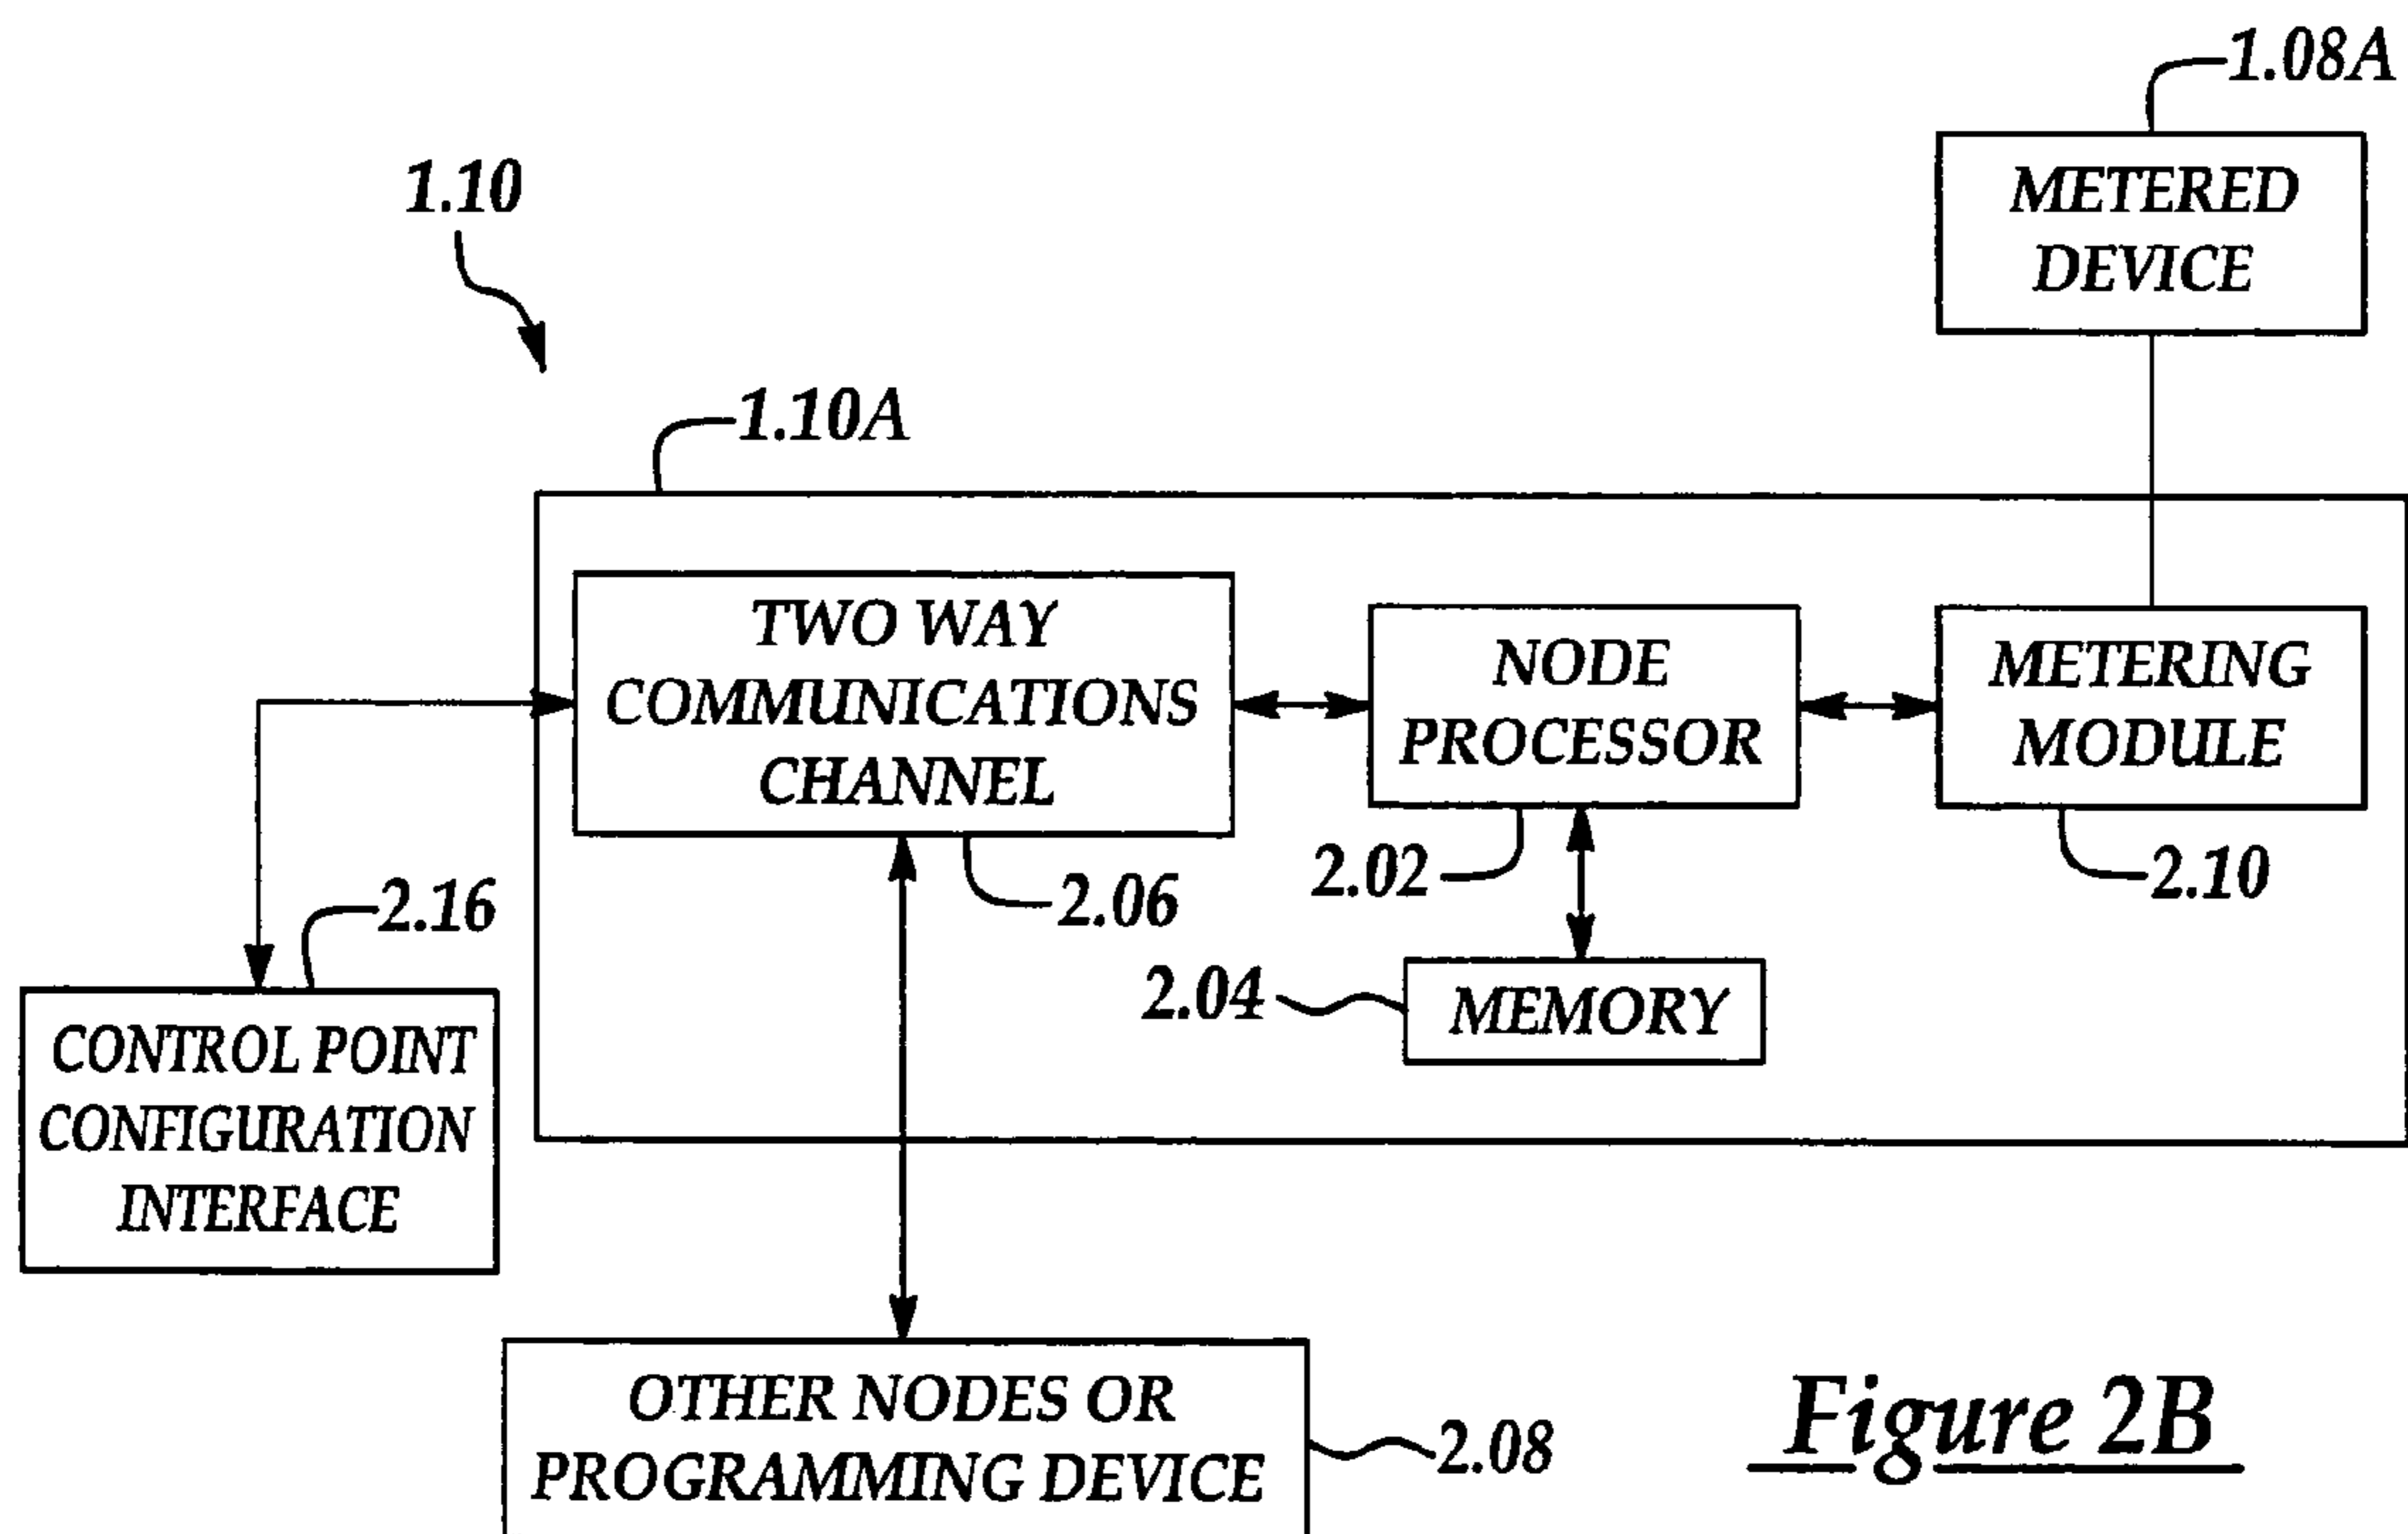 1.08A
METERED
DEVICE
1.10
1.10A
TWO WAY
COMMUNICATIONS
CHANNEL
NODE
PROCESSOR
METERING
MODULE
2.06
2.02
2.10
2.16
2.04
MEMORY
CONTROL POINT
CONFIGURATION
INTERFACE
OTHER NODES OR
PROGRAMMING DEVICE
2.08
Figure 2B